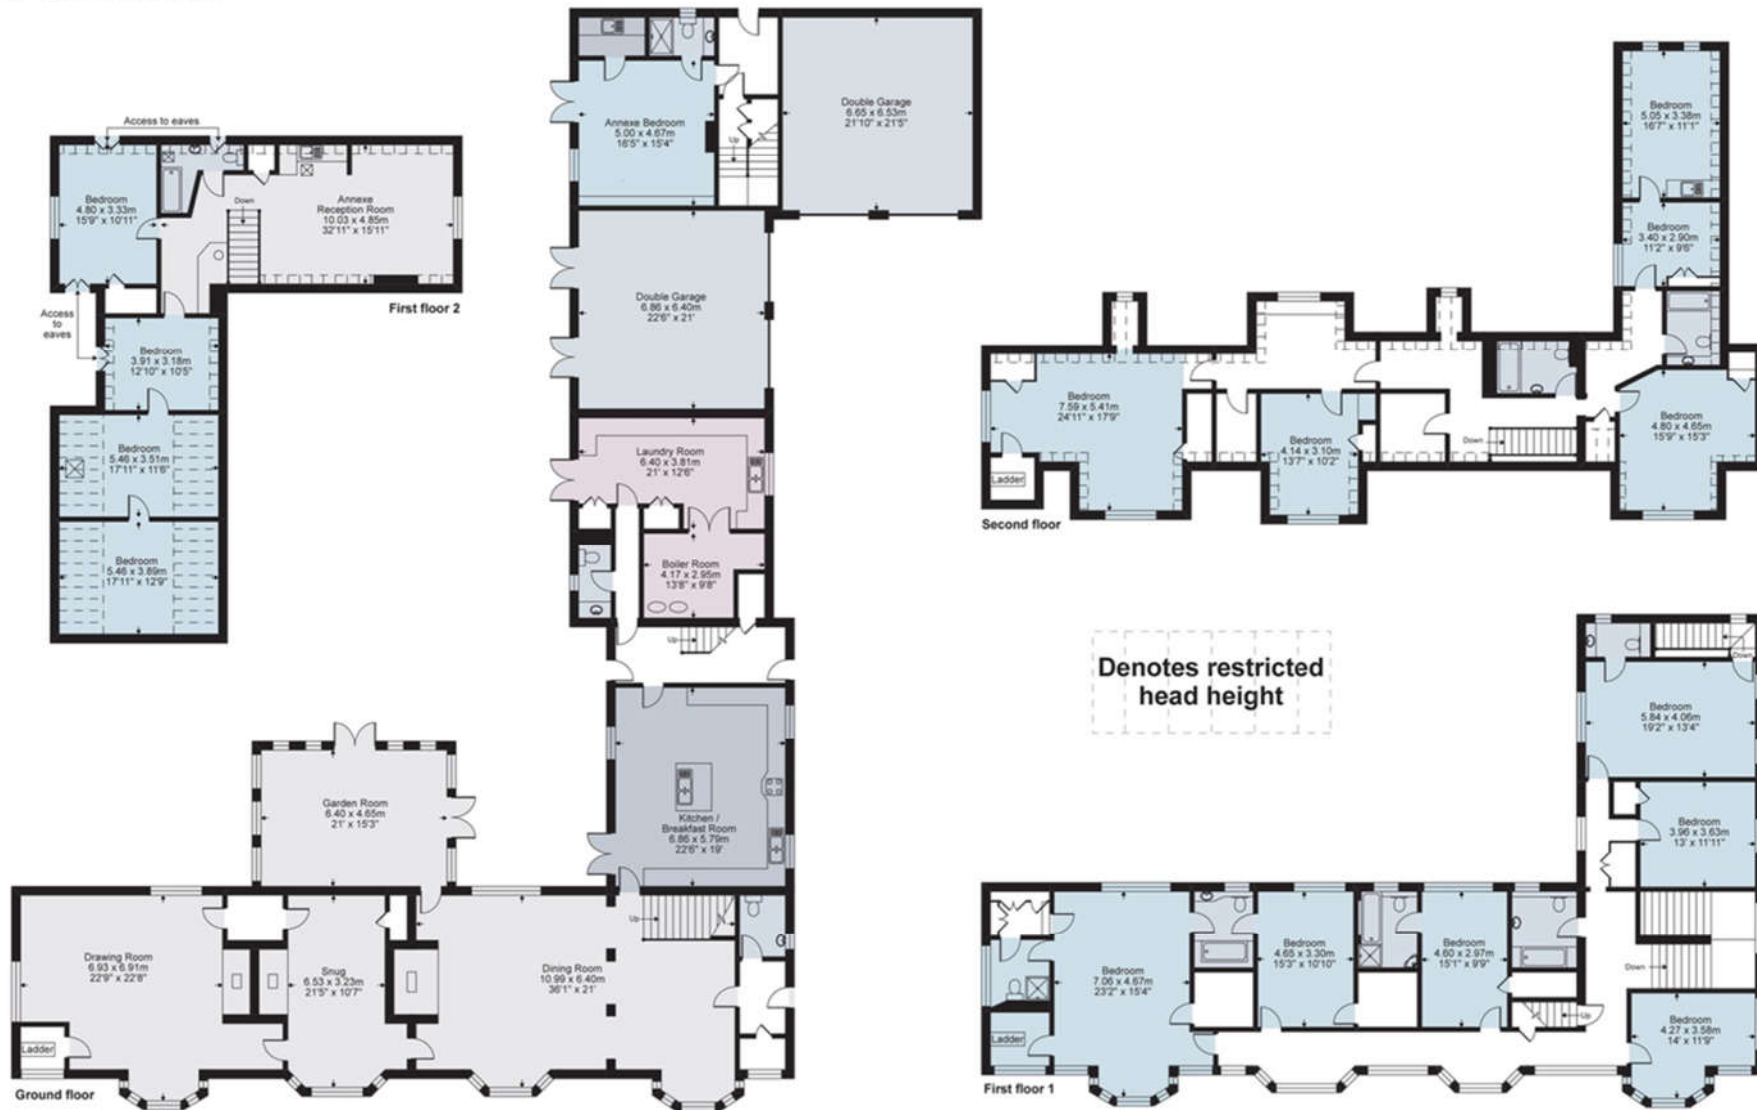 Access to eaves
Bedroom
4.80 x 3.33m
15'9" x 10'11"
Down
Annexe
Reception Room
10.03 x 4.85m
32'11" x 15'11"
First floor 2
Access
to
eaves
Bedroom
3.91 x 3.18m
12'10" x 10'5"
Bedroom
5.46 x 3.51m
17'11" x 11'6"
Bedroom
5.46 x 3.89m
17'11" x 12'9"
Annexe Bedroom
5.00 x 4.67m
16'5" x 15'4"
Up
Double Garage
6.65 x 6.53m
21'10" x 21'5"
Double Garage
6.86 x 6.40m
22'6" x 21'
Laundry Room
6.40 x 3.81m
21' x 12'6"
Boiler Room
4.17 x 2.95m
13'8" x 9'8"
Up
Kitchen /
Breakfast Room
6.86 x 5.79m
22'6" x 19'
Garden Room
6.40 x 4.65m
21' x 15'3"
Up
Drawing Room
6.93 x 6.91m
22'9" x 22'8"
Snug
6.53 x 3.23m
21'5" x 10'7"
Dining Room
10.99 x 6.40m
36'1" x 21'
Ladder
Ground floor
Bedroom
5.05 x 3.38m
16'7" x 11'1"
Bedroom
3.40 x 2.90m
11'2" x 9'6"
Bedroom
7.59 x 5.41m
24'11" x 17'9"
Bedroom
4.14 x 3.10m
13'7" x 10'2"
Down
Bedroom
4.80 x 4.65m
15'9" x 15'3"
Ladder
Second floor
Denotes restricted
head height
Down
Bedroom
5.84 x 4.06m
19'2" x 13'4"
Bedroom
3.96 x 3.63m
13' x 11'11"
Bedroom
7.06 x 4.67m
23'2" x 15'4"
Bedroom
4.65 x 3.30m
15'3" x 10'10"
Bedroom
4.60 x 2.97m
15'1" x 9'9"
Down
Up
Bedroom
4.27 x 3.58m
14' x 11'9"
Ladder
First floor 1